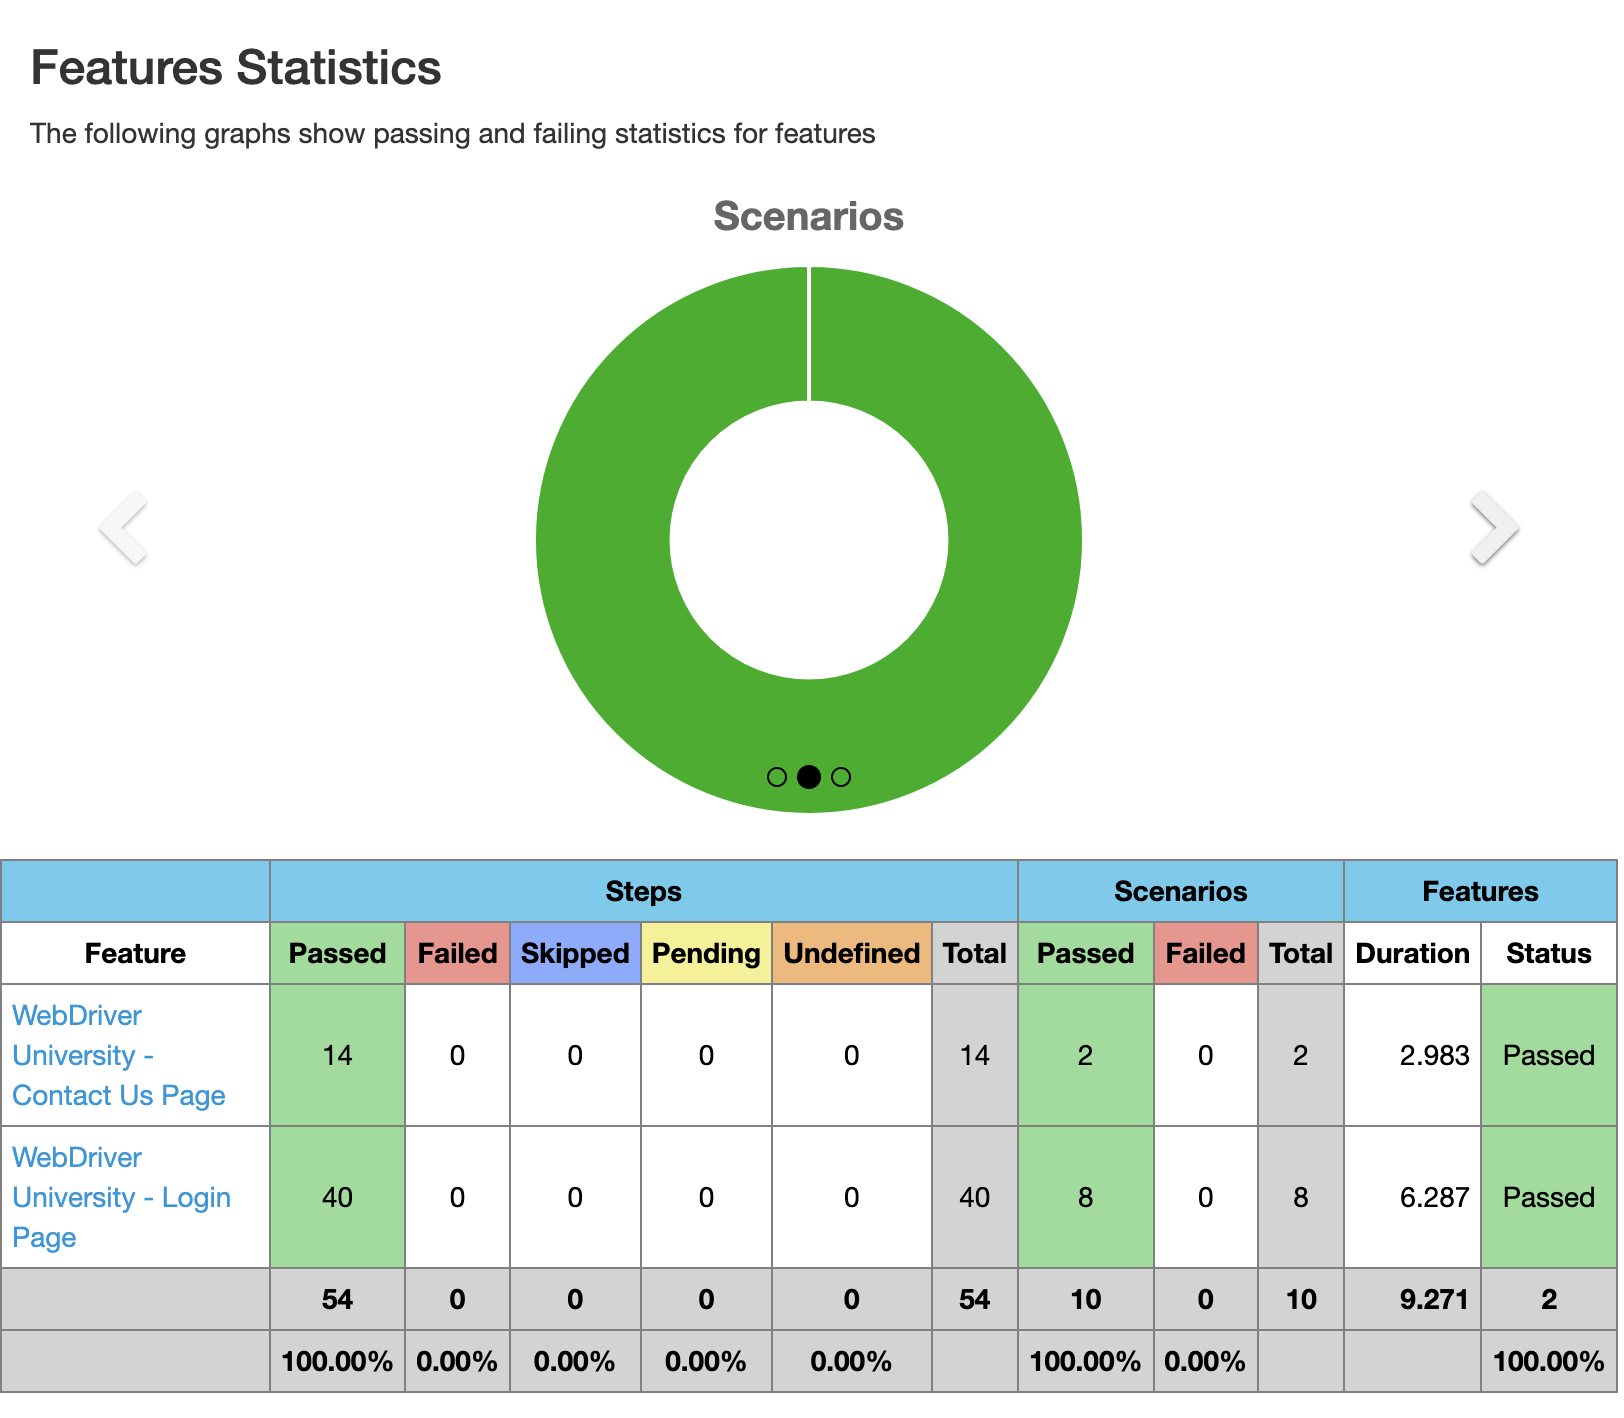 Features Statistics
The following graphs show passing and failing statistics for features
Scenarios
Steps Scenarios Features
Feature Passed Failed Skipped Pending Undefined Total Passed Failed Total Duration Status
WebDriver
University -
Contact Us Page
14 0 0 0 0 14 2 0 2 2.983 Passed
WebDriver
University - Login
Page
40 0 0 0 0 40 8 0 8 6.287 Passed
54 0 0 0 0 54 10 0 10 9.271 2
100.00% 0.00% 0.00% 0.00% 0.00% 100.00% 0.00% 100.00%